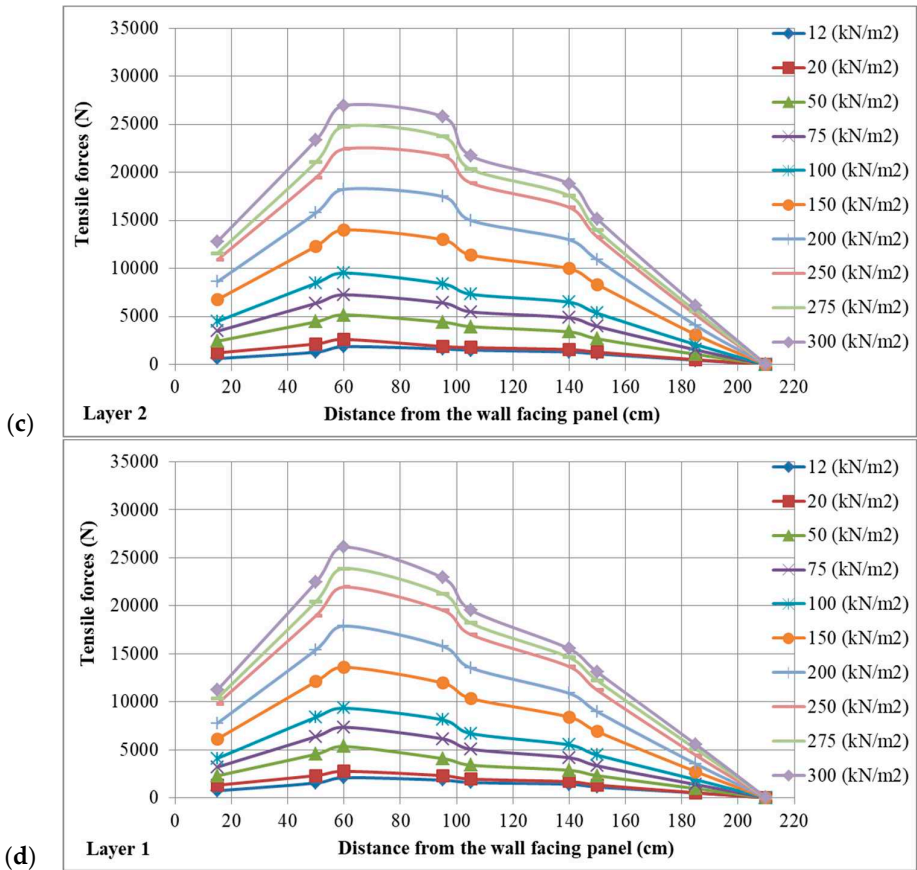 35000
30000
25000
20000
15000
10000
5000
0
Tensile forces (N)
0 20 40 60 80 100 120 140 160 180 200 220
Distance from the wall facing panel (cm)
Layer 2
12 (kN/m2)
20 (kN/m2)
50 (kN/m2)
75 (kN/m2)
100 (kN/m2)
150 (kN/m2)
200 (kN/m2)
250 (kN/m2)
275 (kN/m2)
300 (kN/m2)
(c)
35000
30000
25000
20000
15000
10000
5000
0
Tensile forces (N)
0 20 40 60 80 100 120 140 160 180 200 220
Distance from the wall facing panel (cm)
Layer 1
12 (kN/m2)
20 (kN/m2)
50 (kN/m2)
75 (kN/m2)
100 (kN/m2)
150 (kN/m2)
200 (kN/m2)
250 (kN/m2)
275 (kN/m2)
300 (kN/m2)
(d)